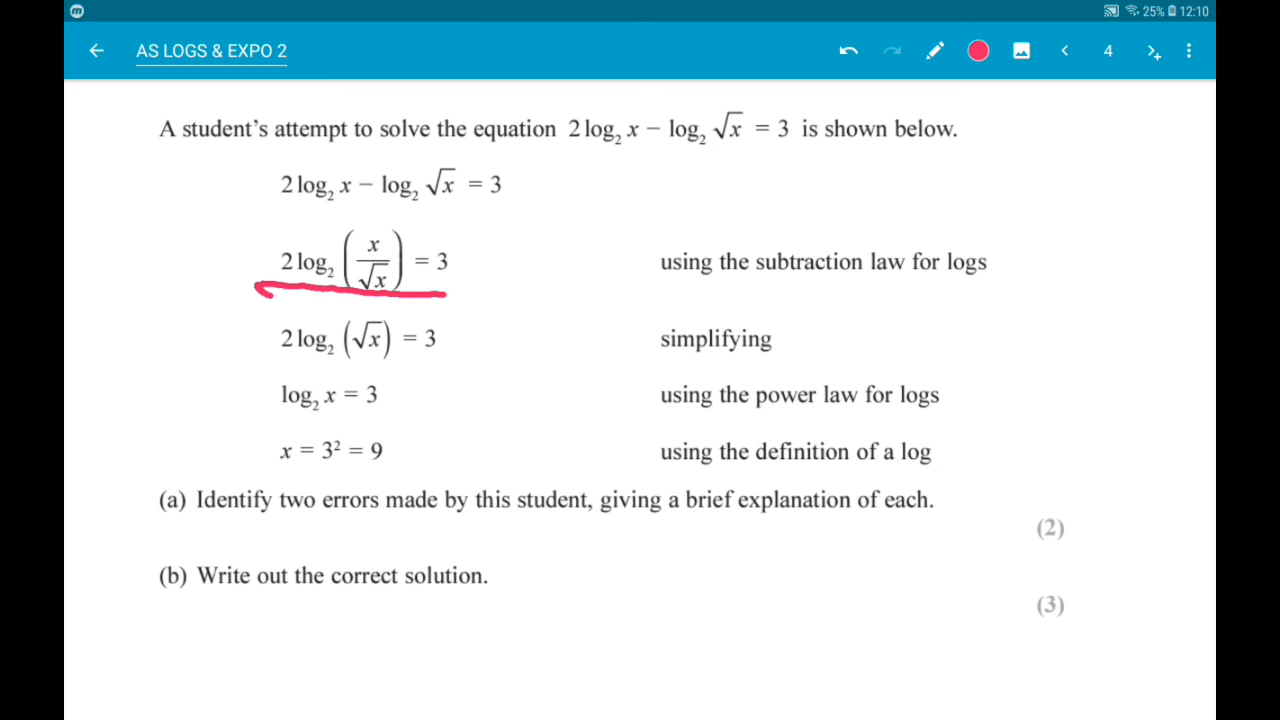 25% 12:10
AS LOGS & EXPO 2
4
A student's attempt to solve the equation 2 log₂ x − log₂ √x = 3 is shown below.
2 log₂ x − log₂ √x = 3
2 log₂ (x/√x) = 3 using the subtraction law for logs
2 log₂ (√x) = 3 simplifying
log₂ x = 3 using the power law for logs
x = 3² = 9 using the definition of a log
(a) Identify two errors made by this student, giving a brief explanation of each.
(2)
(b) Write out the correct solution.
(3)